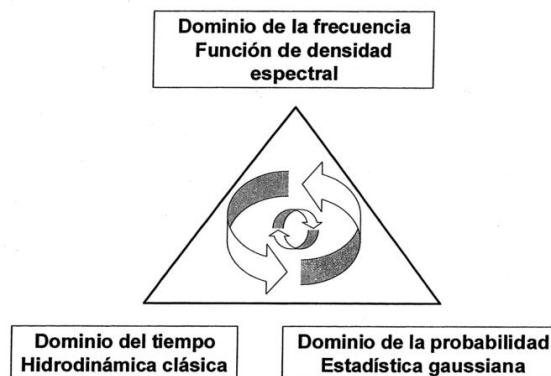 Dominio de la frecuencia
Función de densidad
espectral
Dominio del tiempo
Hidrodinámica clásica
Dominio de la probabilidad
Estadística gaussiana